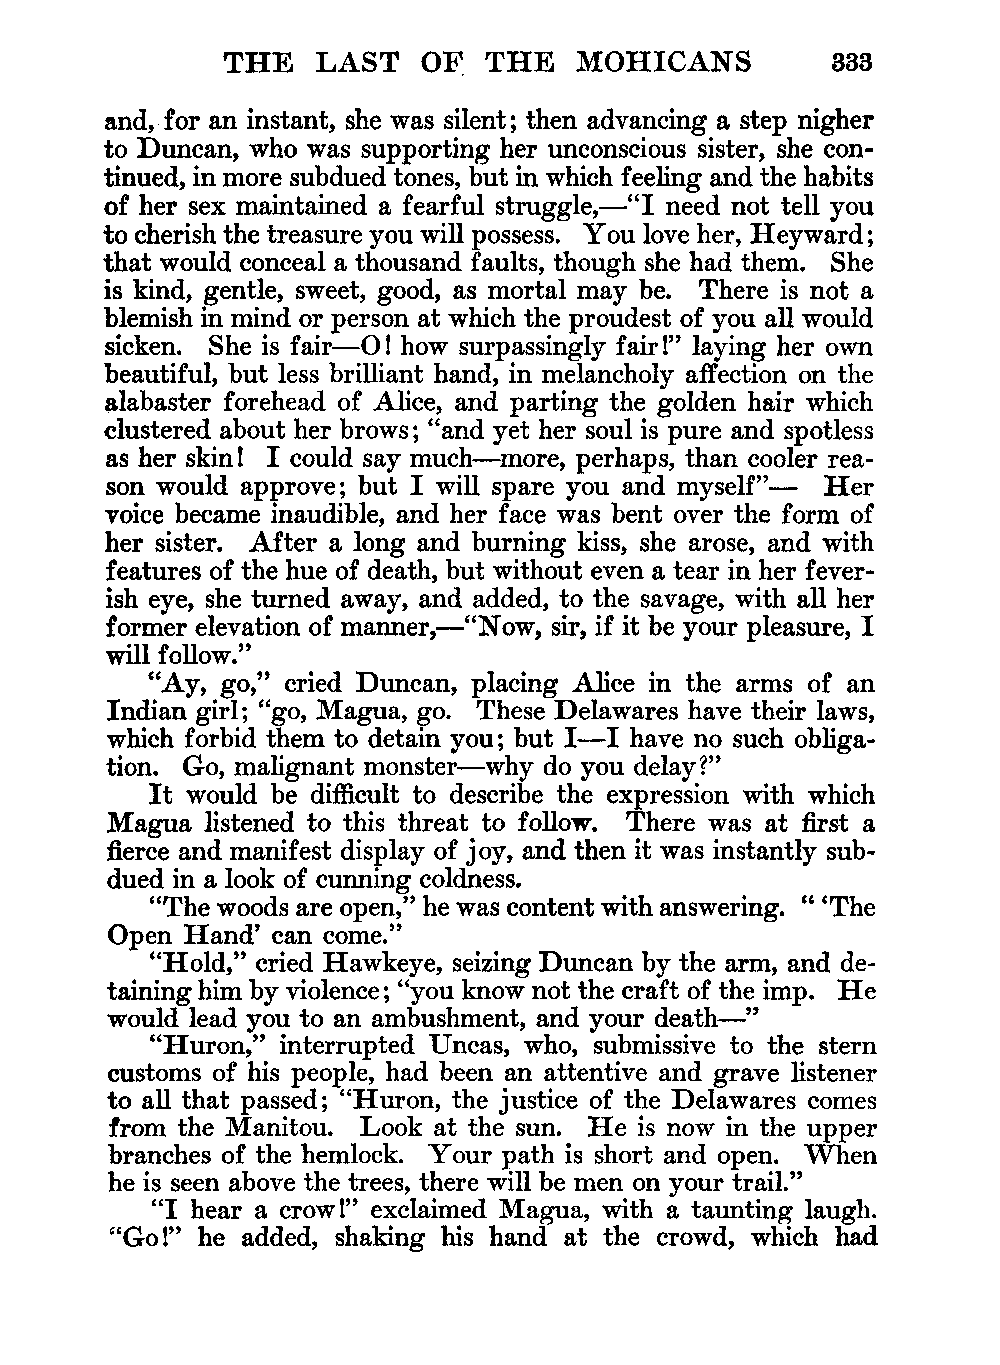 THE LAST OF THE MOHICANS 333
and, for an instant, she was silent; then advancing a step nigher
to Duncan, who was supporting her unconscious sister, she con-
tinued, in more subdued tones, but in which feeling and the habits
of her sex maintained a fearful struggle,—“I need not tell you
to cherish the treasure you will possess. You love her, Heyward;
that would conceal a thousand faults, though she had them. She
is kind, gentle, sweet, good, as mortal may be. There is not a
blemish in mind or person at which the proudest of you all would
sicken. She is fair—O! how surpassingly fair!” laying her own
beautiful, but less brilliant hand, in melancholy affection on the
alabaster forehead of Alice, and parting the golden hair which
clustered about her brows; “and yet her soul is pure and spotless
as her skin! I could say much—more, perhaps, than cooler rea-
son would approve; but I will spare you and myself”— Her
voice became inaudible, and her face was bent over the form of
her sister. After a long and burning kiss, she arose, and with
features of the hue of death, but without even a tear in her fever-
ish eye, she turned away, and added, to the savage, with all her
former elevation of manner,—“Now, sir, if it be your pleasure, I
will follow.”
“Ay, go,” cried Duncan, placing Alice in the arms of an
Indian girl; “go, Magua, go. These Delawares have their laws,
which forbid them to detain you; but I—I have no such obliga-
tion. Go, malignant monster—why do you delay?”
It would be difficult to describe the expression with which
Magua listened to this threat to follow. There was at first a
fierce and manifest display of joy, and then it was instantly sub-
dued in a look of cunning coldness.
“The woods are open,” he was content with answering. “ ‘The
Open Hand’ can come.”
“Hold,” cried Hawkeye, seizing Duncan by the arm, and de-
taining him by violence; “you know not the craft of the imp. He
would lead you to an ambushment, and your death—”
“Huron,” interrupted Uncas, who, submissive to the stern
customs of his people, had been an attentive and grave listener
to all that passed; “Huron, the justice of the Delawares comes
from the Manitou. Look at the sun. He is now in the upper
branches of the hemlock. Your path is short and open. When
he is seen above the trees, there will be men on your trail.”
“I hear a crow!” exclaimed Magua, with a taunting laugh.
“Go!” he added, shaking his hand at the crowd, which had